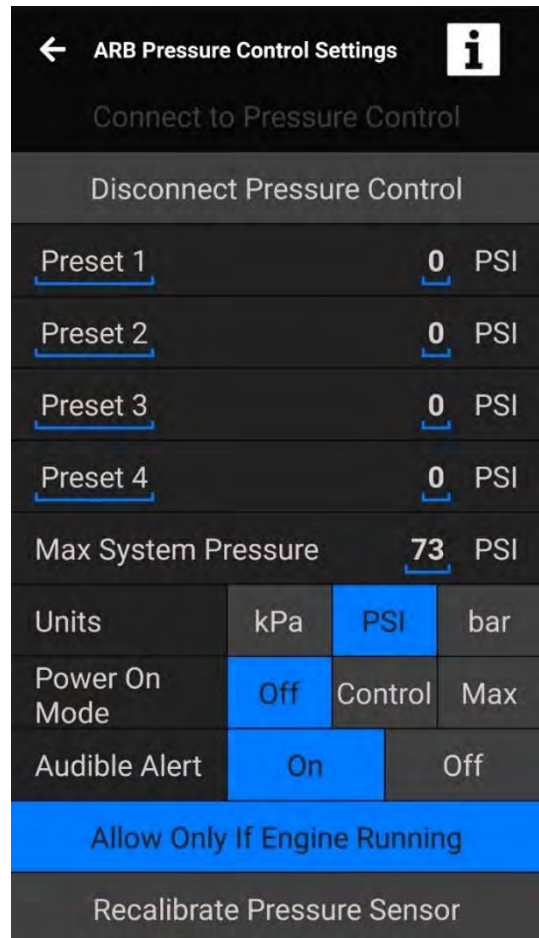 ARB Pressure Control Settings i
Connect to Pressure Control
Disconnect Pressure Control
Preset 1 0 PSI
Preset 2 0 PSI
Preset 3 0 PSI
Preset 4 0 PSI
Max System Pressure 73 PSI
Units kPa PSI bar
Power On
Mode Off Control Max
Audible Alert On Off
Allow Only If Engine Running
Recalibrate Pressure Sensor